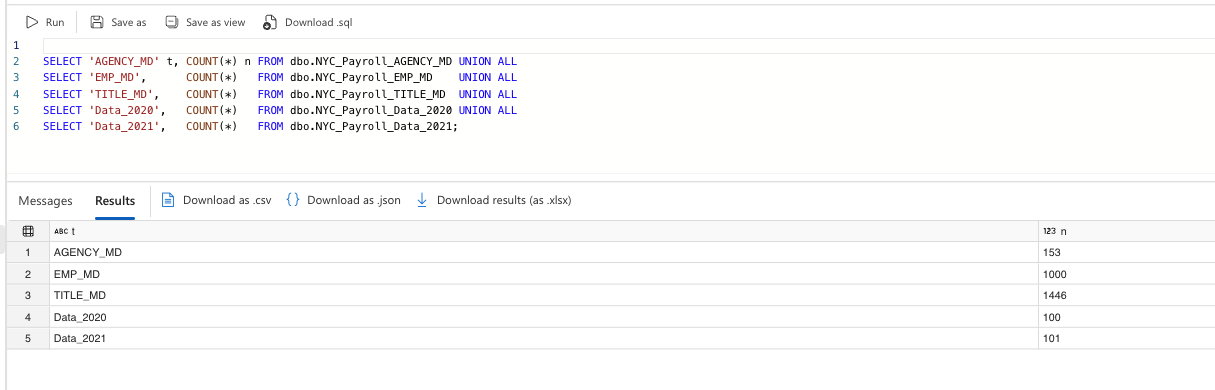 Run Save as Save as view Download .sql
1
2 SELECT 'AGENCY_MD' t, COUNT(*) n FROM dbo.NYC_Payroll_AGENCY_MD UNION ALL
3 SELECT 'EMP_MD', COUNT(*) FROM dbo.NYC_Payroll_EMP_MD UNION ALL
4 SELECT 'TITLE_MD', COUNT(*) FROM dbo.NYC_Payroll_TITLE_MD UNION ALL
5 SELECT 'Data_2020', COUNT(*) FROM dbo.NYC_Payroll_Data_2020 UNION ALL
6 SELECT 'Data_2021', COUNT(*) FROM dbo.NYC_Payroll_Data_2021;
Messages Results Download as .csv {} Download as .json Download results (as .xlsx)
ABC t 123 n
1 AGENCY_MD 153
2 EMP_MD 1000
3 TITLE_MD 1446
4 Data_2020 100
5 Data_2021 101